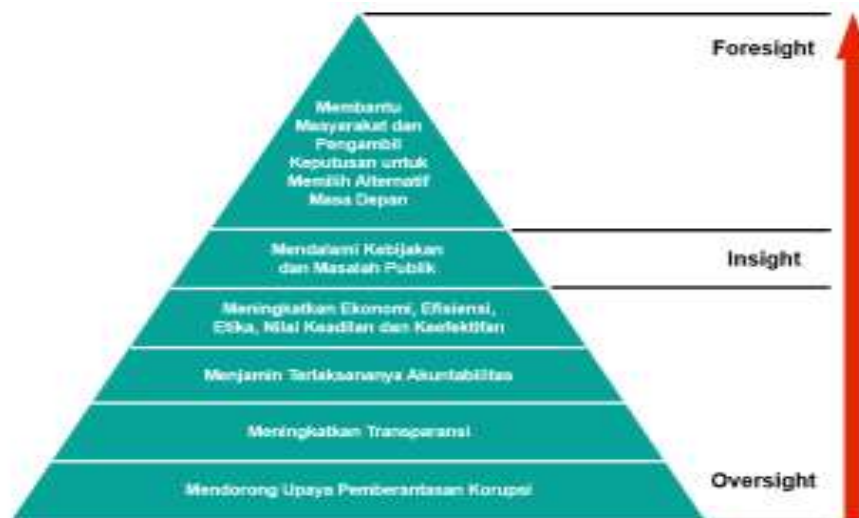 Foresight
Membantu
Masyarakat dan
Pengambil
Keputusan untuk
Memilih Alternatif
Masa Depan
Mendalami Kebijakan
dan Masalah Publik
Insight
Meningkatkan Ekonomi, Efisiensi,
Etika, Nilai Keadilan dan Keefektifan
Menjamin Terlaksananya Akuntabilitas
Meningkatkan Transparansi
Mendorong Upaya Pemberantasan Korupsi
Oversight